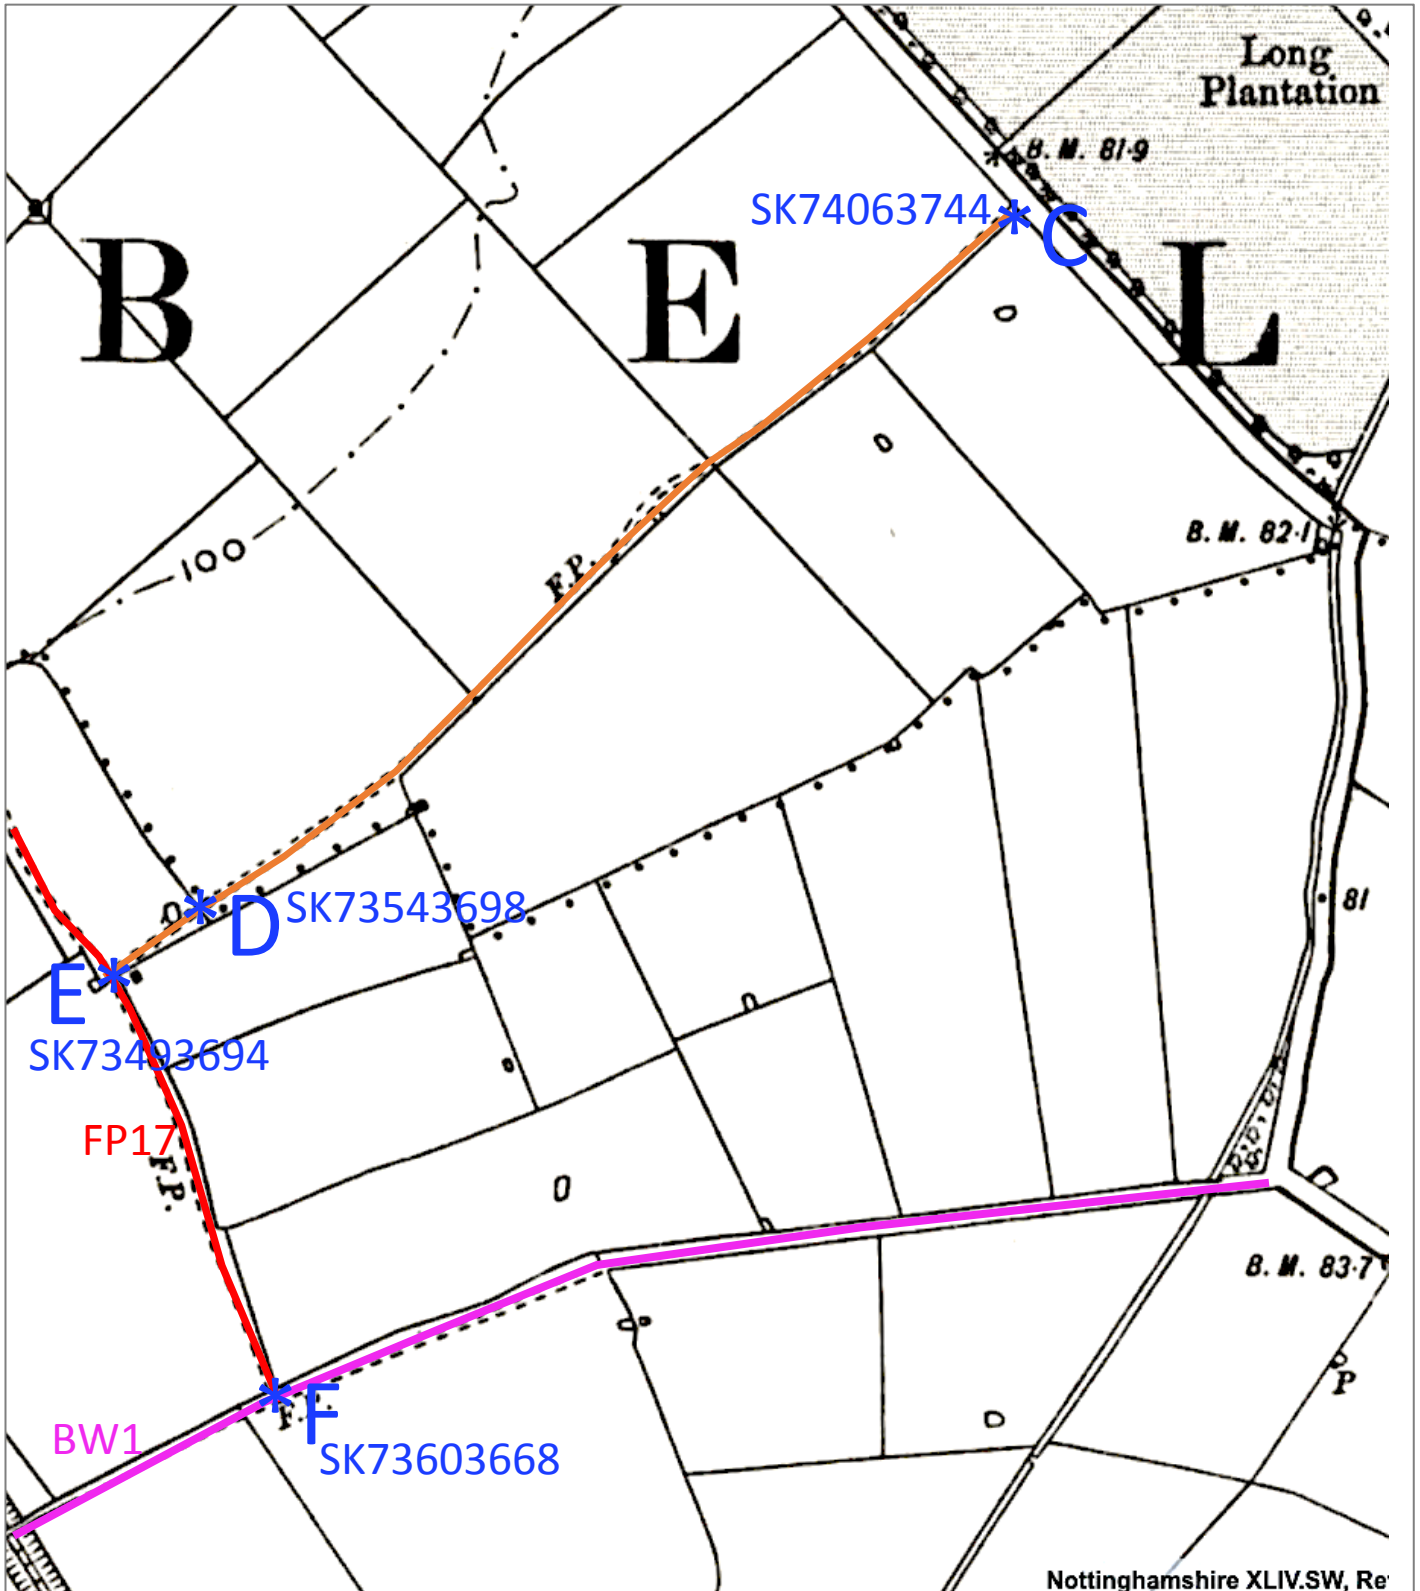 Long
Plantation
B. M. 81·9
SK74063744
C
B
E
L
100
F.P.
B. M. 82·1
81
D
SK73543698
E
SK73493694
FP17
F.P.
B. M. 83·7
P
F
F.P.
BW1
SK73603668
Nottinghamshire XLIV.SW, Re